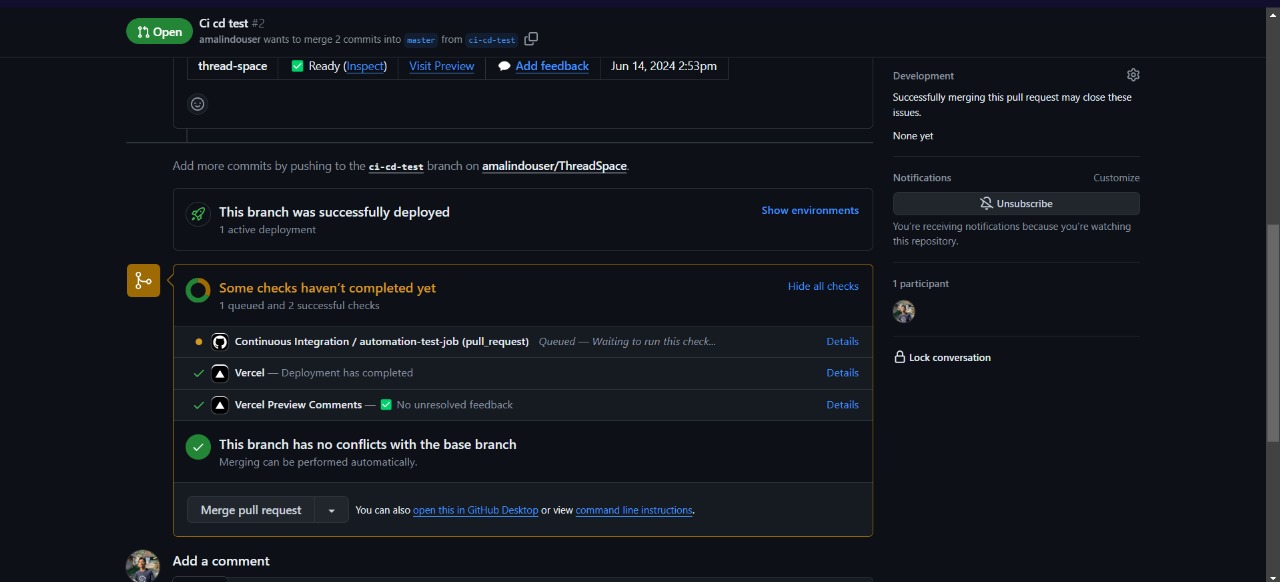 Open
Ci cd test #2
amalindouser wants to merge 2 commits into master from ci-cd-test
thread-space ✅ Ready (Inspect) Visit Preview 💬 Add feedback Jun 14, 2024 2:53pm
Add more commits by pushing to the ci-cd-test branch on amalindouser/ThreadSpace.
This branch was successfully deployed
1 active deployment
Show environments
Some checks haven't completed yet
1 queued and 2 successful checks
Hide all checks
Continuous Integration / automation-test-job (pull_request) Queued — Waiting to run this check... Details
Vercel — Deployment has completed Details
Vercel Preview Comments — ✅ No unresolved feedback Details
This branch has no conflicts with the base branch
Merging can be performed automatically.
Merge pull request
You can also open this in GitHub Desktop or view command line instructions.
Add a comment
Development
Successfully merging this pull request may close these
issues.
None yet
Notifications Customize
Unsubscribe
You're receiving notifications because you're watching
this repository.
1 participant
Lock conversation